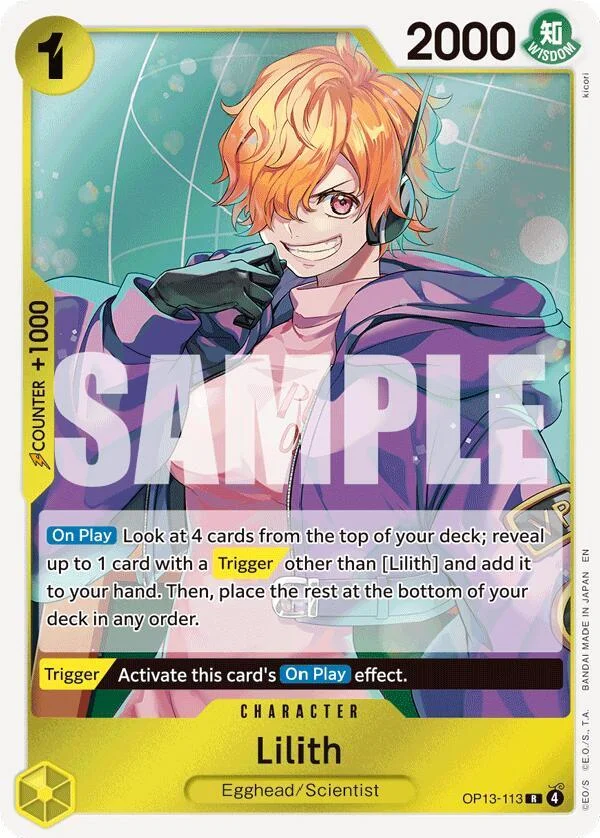 1
2000
知
WISDOM
kicori
COUNTER +1000
SAMPLE
On Play Look at 4 cards from the top of your deck; reveal
up to 1 card with a Trigger other than [Lilith] and add it
to your hand. Then, place the rest at the bottom of your
deck in any order.
Trigger Activate this card's On Play effect.
CHARACTER
Lilith
Egghead/Scientist
OP13-113 R 4
©EO/S ©E.O./S., T.A. BANDAI MADE IN JAPAN EN